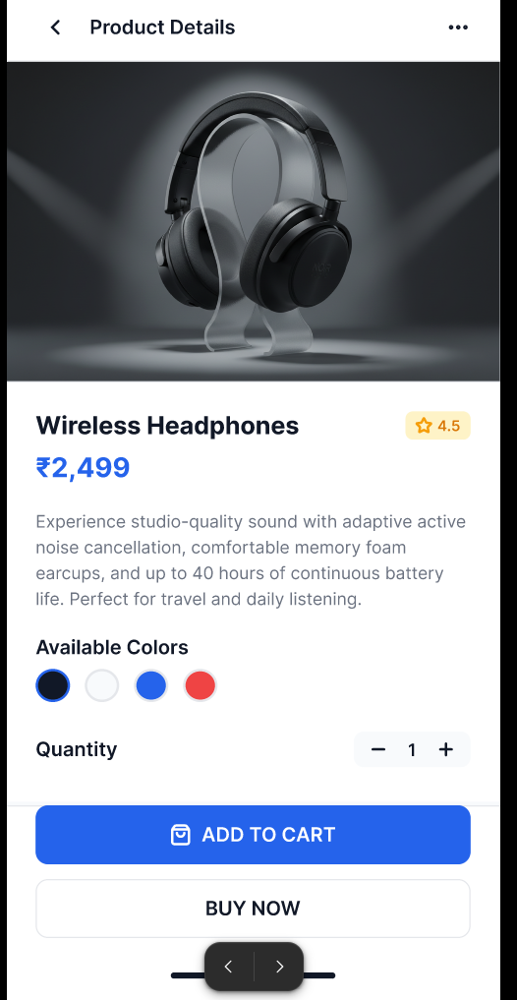 Product Details
Wireless Headphones
4.5
₹2,499
Experience studio-quality sound with adaptive active
noise cancellation, comfortable memory foam
earcups, and up to 40 hours of continuous battery
life. Perfect for travel and daily listening.
Available Colors
Quantity
1
ADD TO CART
BUY NOW